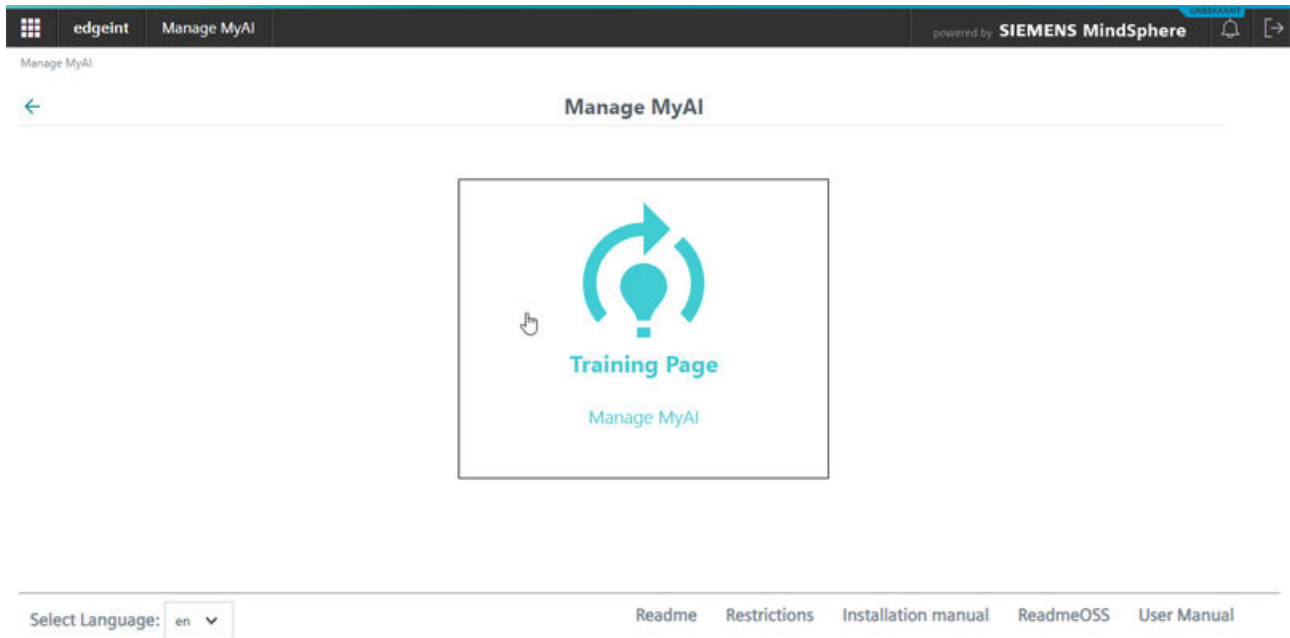 UNBEKANNT
edgeint Manage MyAI powered by SIEMENS MindSphere
Manage MyAI
Manage MyAI
Training Page
Manage MyAI
Select Language: en Readme Restrictions Installation manual ReadmeOSS User Manual